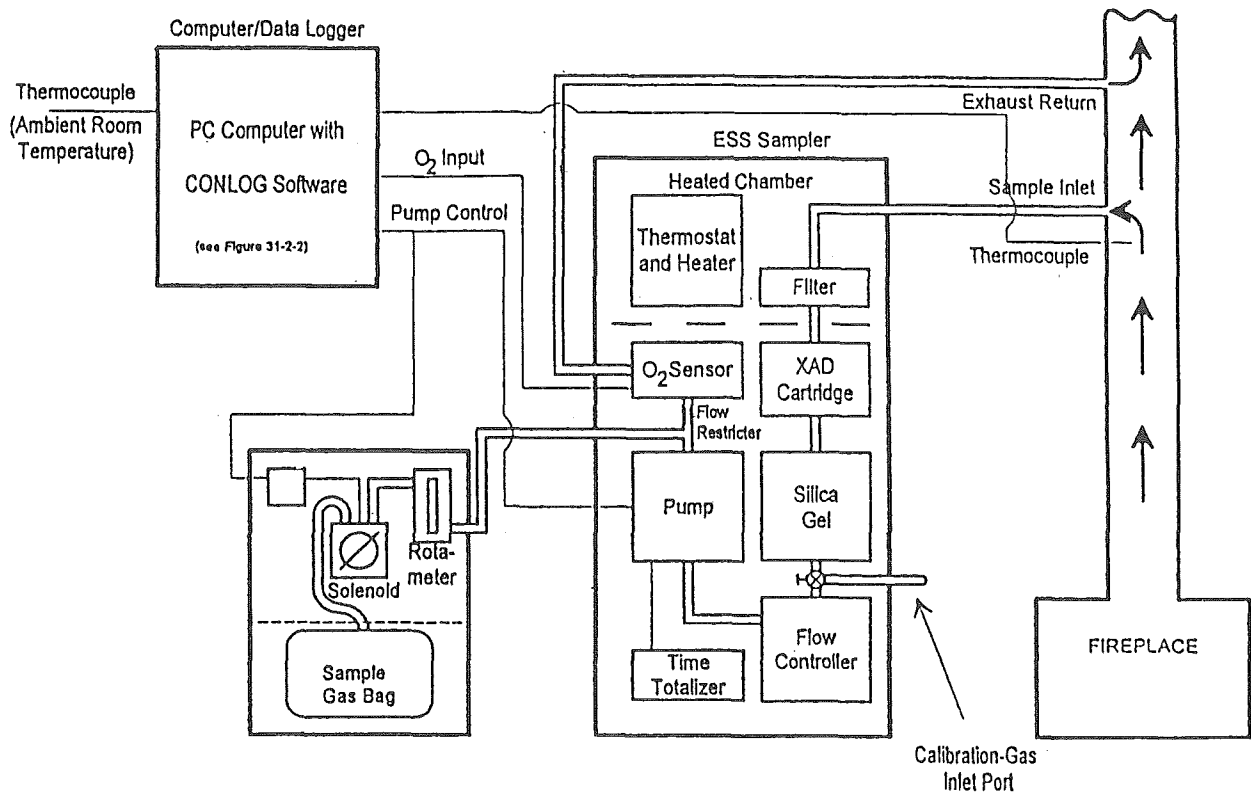 Computer/Data Logger
Thermocouple
(Ambient Room
Temperature)
PC Computer with
CONLOG Software
(see Figure 31-2-2)
O2 Input
Pump Control
Exhaust Return
ESS Sampler
Heated Chamber
Sample Inlet
Thermostat
and Heater
Thermocouple
Filter
O2 Sensor
XAD
Cartridge
Flow
Restricter
Pump
Silica
Gel
Rota-
meter
Solenoid
Sample
Gas Bag
Time
Totalizer
Flow
Controller
FIREPLACE
Calibration-Gas
Inlet Port